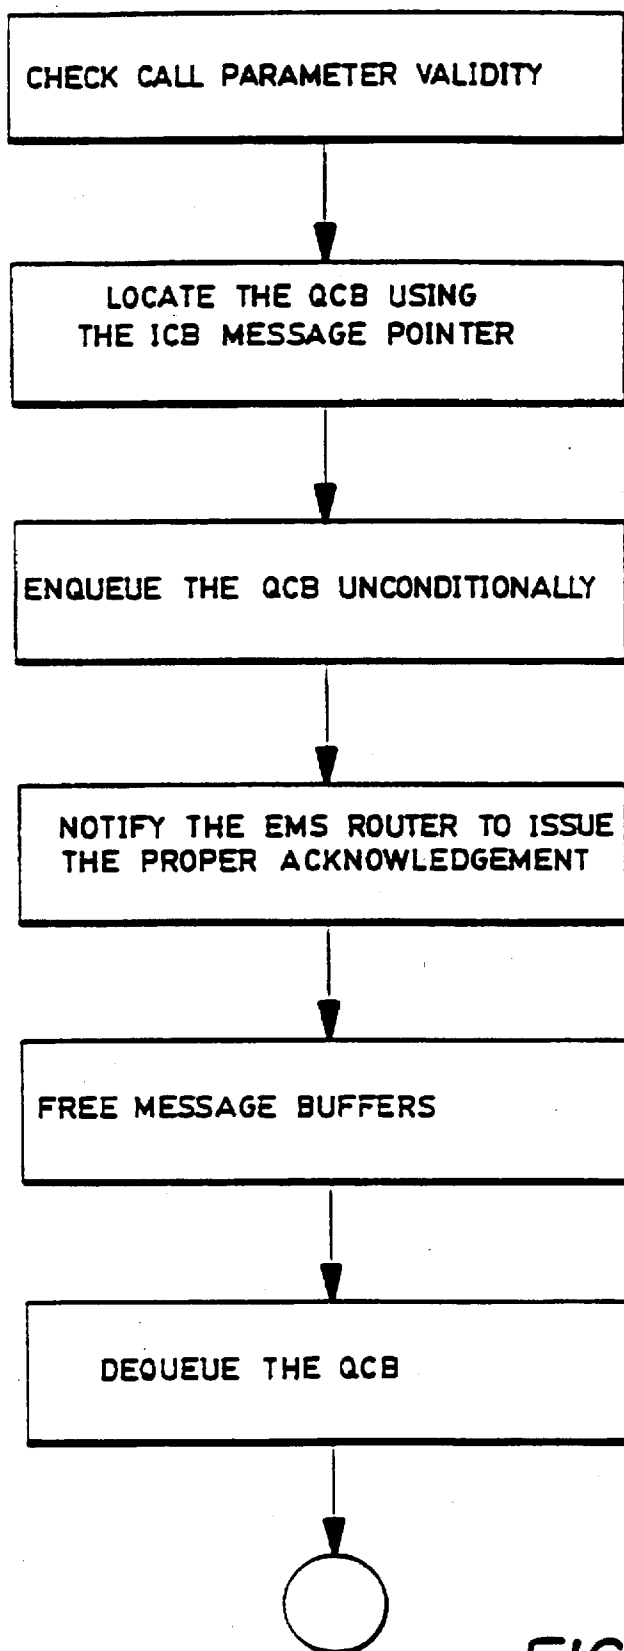 CHECK CALL PARAMETER VALIDITY
LOCATE THE QCB USING
THE ICB MESSAGE POINTER
ENQUEUE THE QCB UNCONDITIONALLY
NOTIFY THE EMS ROUTER TO ISSUE
THE PROPER ACKNOWLEDGEMENT
FREE MESSAGE BUFFERS
DEQUEUE THE QCB